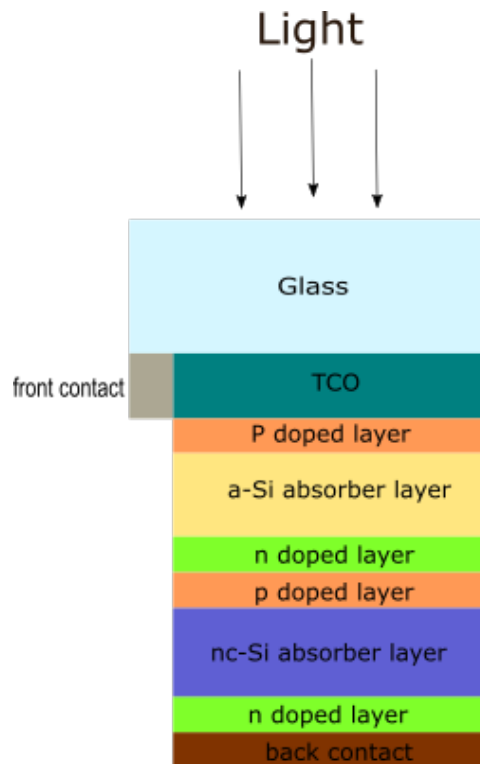 Light
Glass
front contact
TCO
P doped layer
a-Si absorber layer
n doped layer
p doped layer
nc-Si absorber layer
n doped layer
back contact